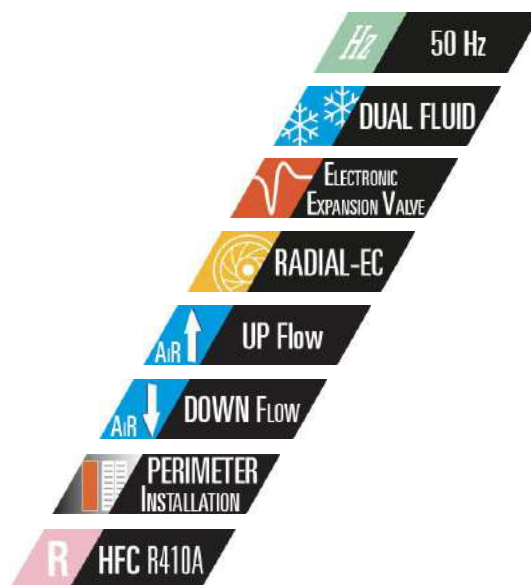 Hz 50 Hz
DUAL FLUID
ELECTRONIC
EXPANSION VALVE
RADIAL-EC
AIR UP Flow
AIR DOWN FLOW
PERIMETER
INSTALLATION
R HFC R410A